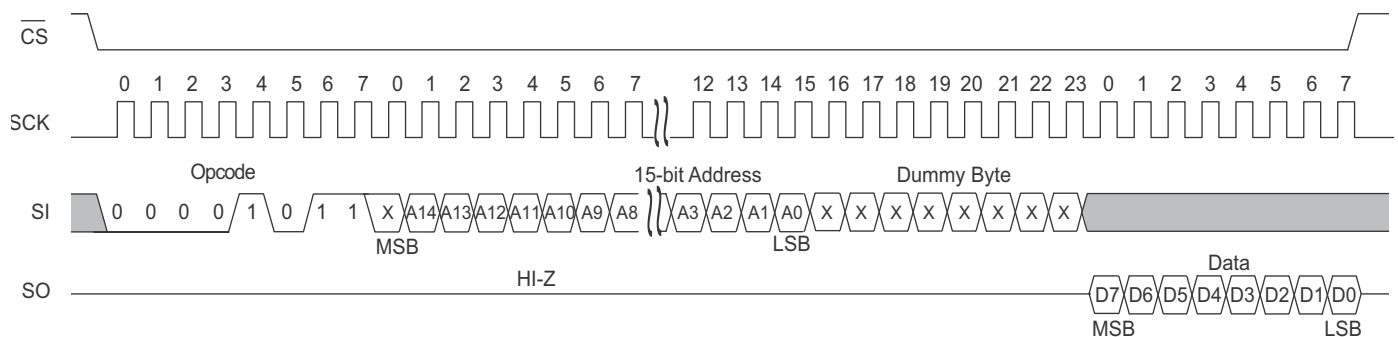 CS
0 1 2 3 4 5 6 7 0 1 2 3 4 5 6 7 12 13 14 15 16 17 18 19 20 21 22 23 0 1 2 3 4 5 6 7
SCK
Opcode 15-bit Address Dummy Byte
SI 0 0 0 0 1 0 1 1 X A14 A13 A12 A11 A10 A9 A8 A3 A2 A1 A0 X X X X X X X X
MSB LSB
HI-Z Data
SO D7 D6 D5 D4 D3 D2 D1 D0
MSB LSB